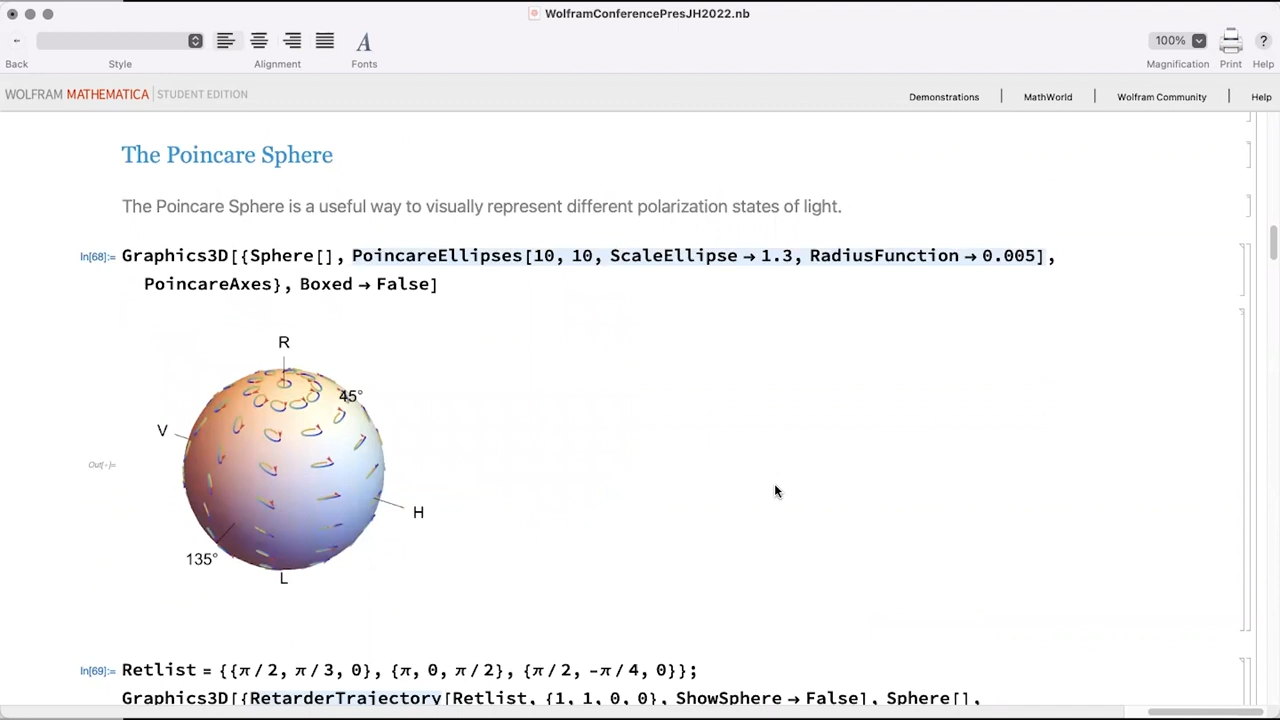 WolframConferencePresJH2022.nb
100%
Back
Style
Alignment
Fonts
Magnification
Print
Help
WOLFRAM MATHEMATICA | STUDENT EDITION
Demonstrations
MathWorld
Wolfram Community
Help
The Poincare Sphere
The Poincare Sphere is a useful way to visually represent different polarization states of light.
In[68]:= Graphics3D[{Sphere[], PoincareEllipses[10, 10, ScaleEllipse → 1.3, RadiusFunction → 0.005],
PoincareAxes}, Boxed → False]
R
45°
V
Out[-]=
H
135°
L
In[69]:= Retlist = {{π/2, π/3, 0}, {π, 0, π/2}, {π/2, -π/4, 0}};
Graphics3D[{RetarderTrajectory[Retlist, {1, 1, 0, 0}, ShowSphere → False], Sphere[],